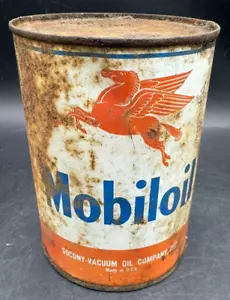 Mobiloil
SOCONY-VACUUM OIL COMPANY
Made in U.S.A.